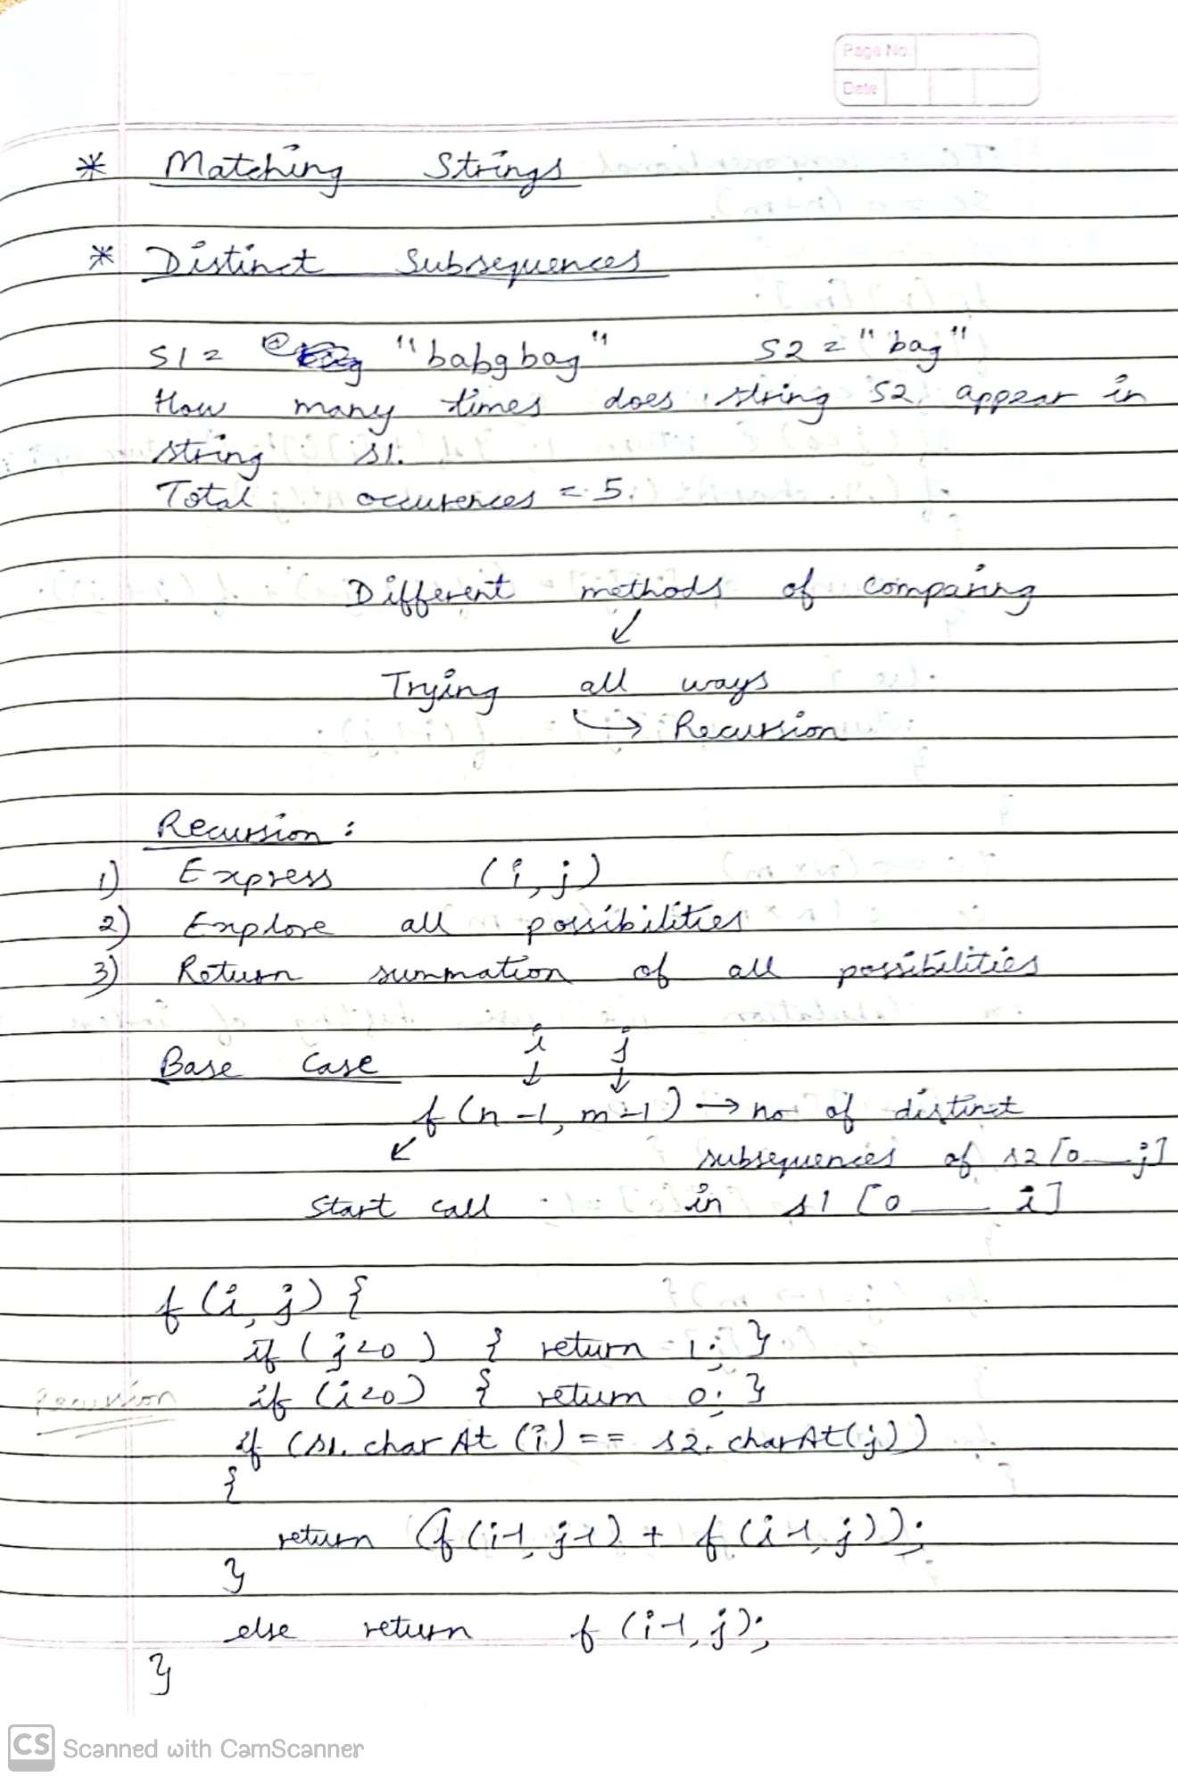 Page No
Date
* Matching Strings
* Distinct Subsequences
S1 = "babgbag" S2 = "bag"
How many times does string S2 appear in
string s1.
Total occurences = 5.
Different methods of comparing
↙
Trying all ways
↳ Recursion
Recursion :
1) Express (i, j)
2) Explore all possibilities
3) Return summation of all possibilities
i j
Base Case ↓ ↓
f(n-1, m-1) → no of distinct
↙ subsequences of s2 [0___j]
Start call in s1 [0___i]
f(i, j) {
if (j<0) { return 1; }
Recursion if (i<0) { return 0; }
if (s1.charAt(i) == s2.charAt(j))
{
return (f(i-1, j-1) + f(i-1, j));
}
else return f(i-1, j);
}
CS Scanned with CamScanner